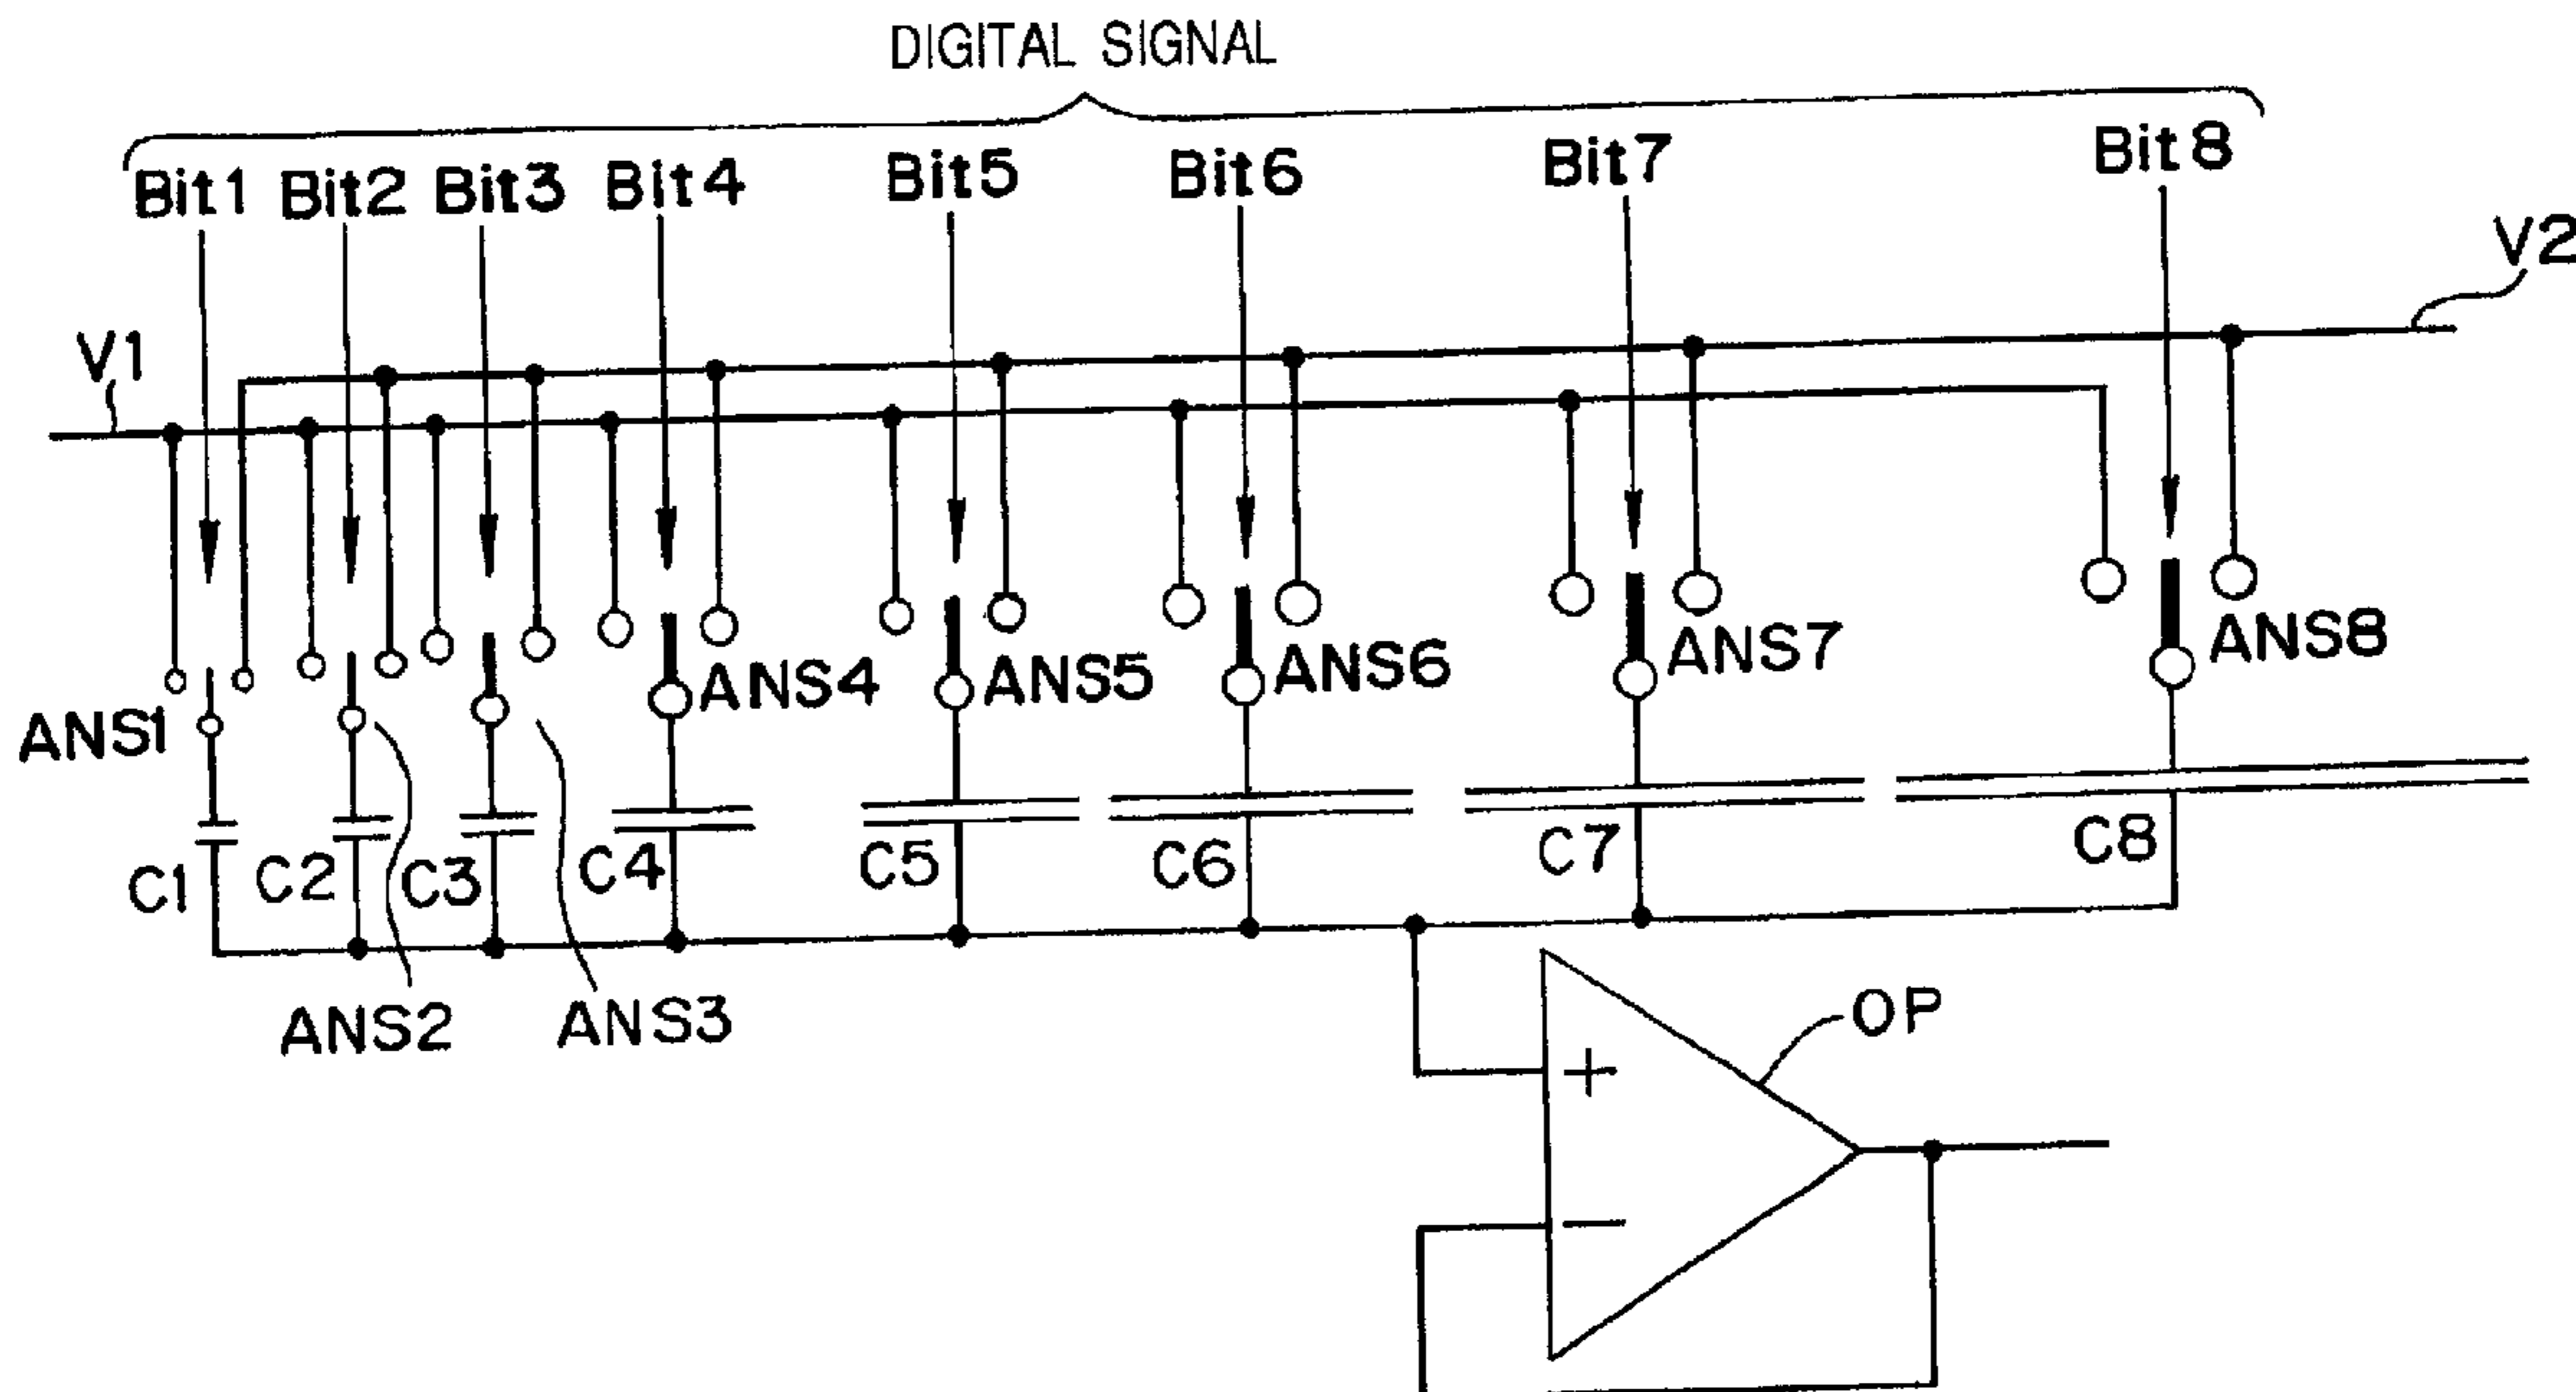 DIGITAL SIGNAL
Bit1 Bit2 Bit3 Bit4 Bit5 Bit6 Bit7 Bit8
V1
V2
ANS1
ANS4 ANS5 ANS6 ANS7 ANS8
C1 C2 C3 C4 C5 C6 C7 C8
ANS2 ANS3
OP
+
−